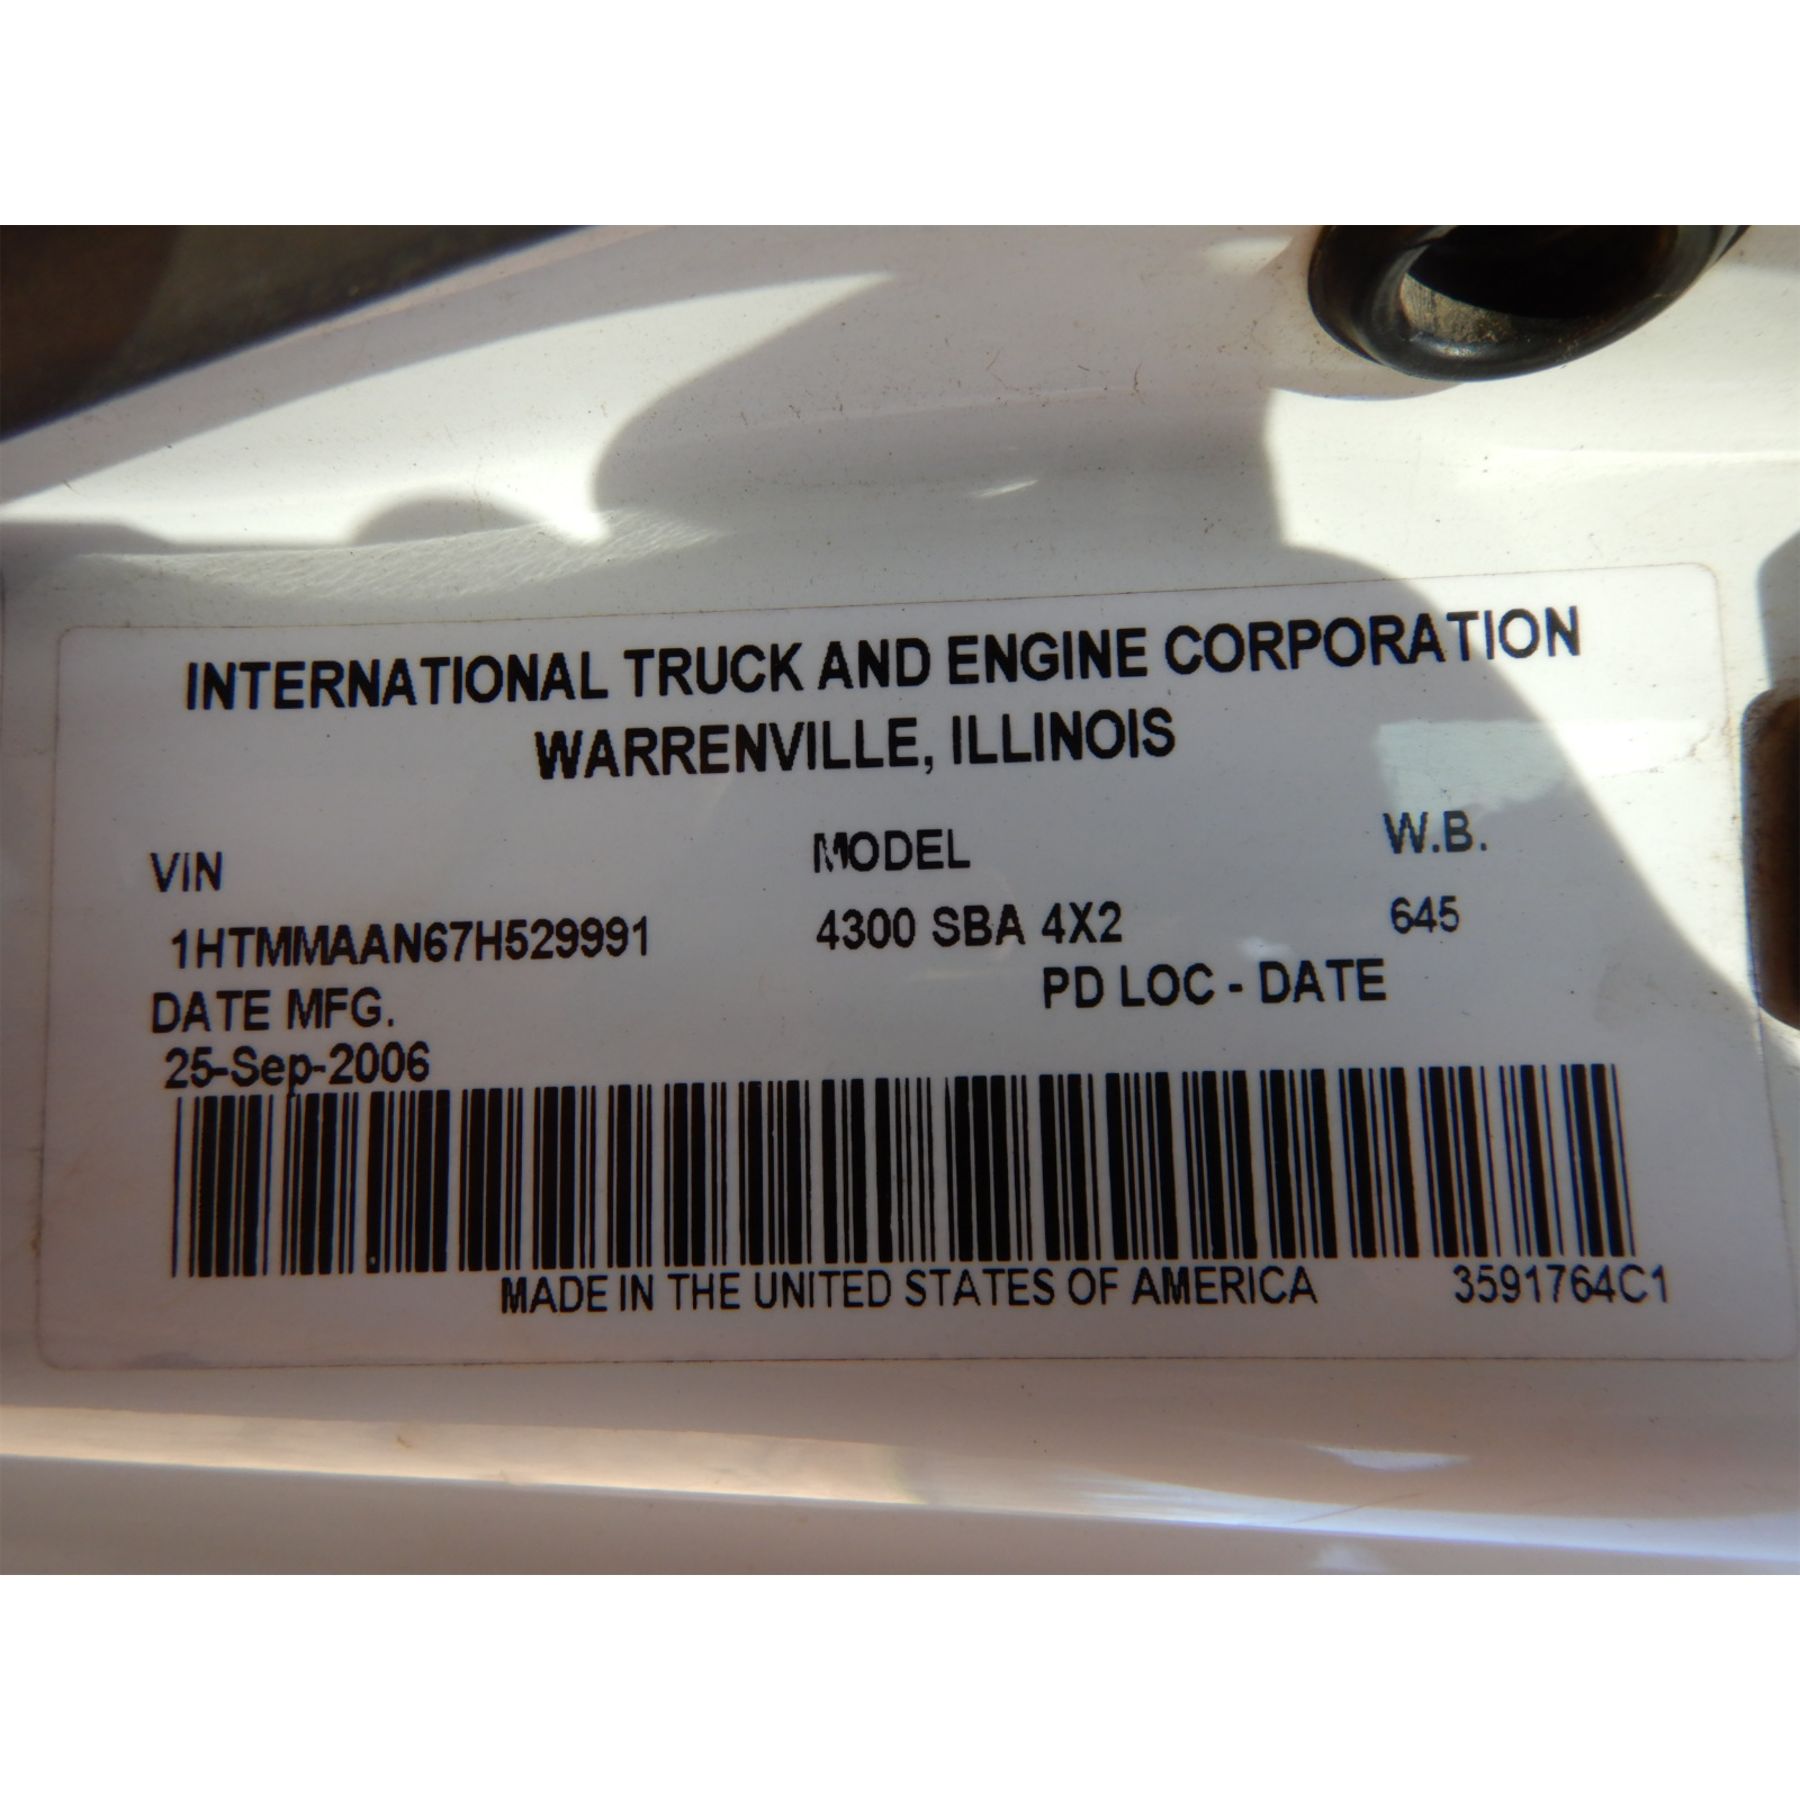 INTERNATIONAL TRUCK AND ENGINE CORPORATION
WARRENVILLE, ILLINOIS
VIN MODEL W.B.
1HTMMAAN67H529991 4300 SBA 4X2 645
DATE MFG. PD LOC - DATE
25-Sep-2006
MADE IN THE UNITED STATES OF AMERICA 3591764C1